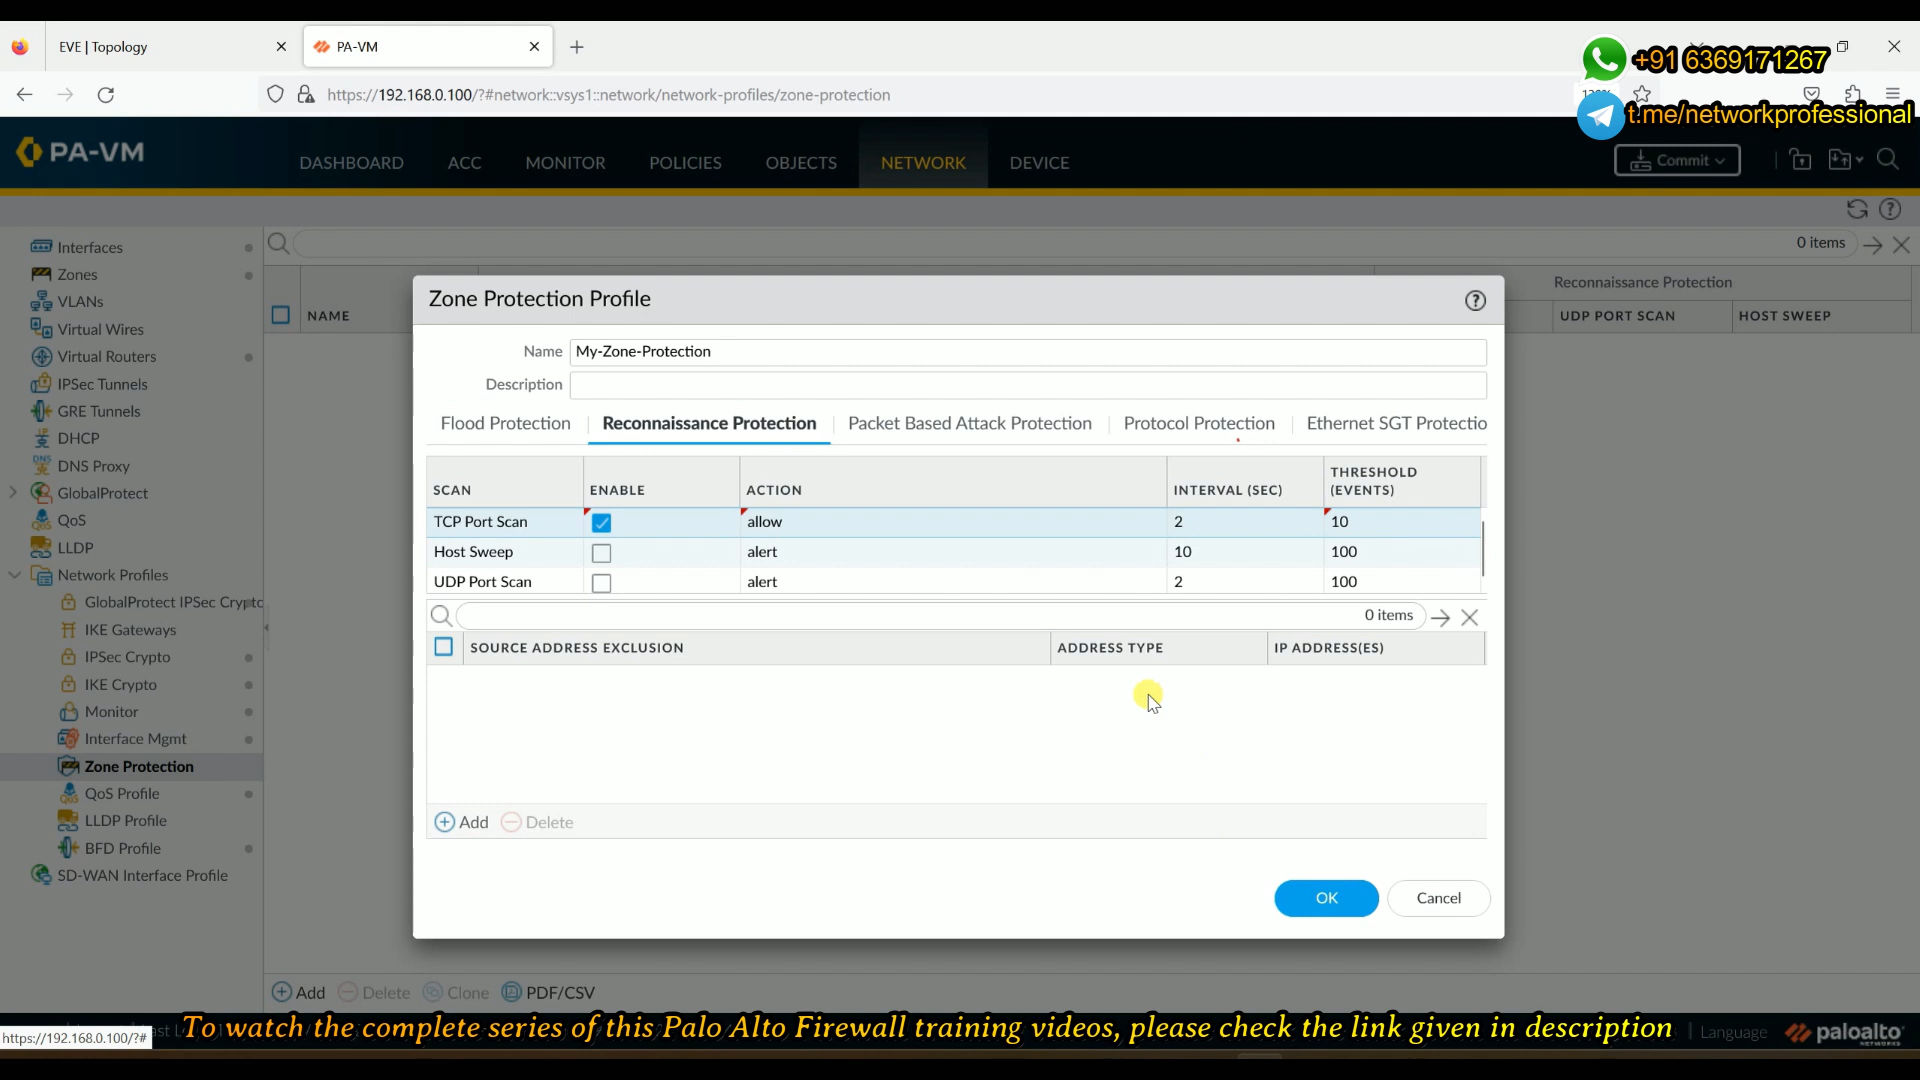 EVE | Topology
PA-VM
+91 6369171267
https://192.168.0.100/?#network::vsys1::network/network-profiles/zone-protection
t.me/networkprofessional
PA-VM
DASHBOARD ACC MONITOR POLICIES OBJECTS NETWORK DEVICE
Commit
Interfaces
Zones
VLANs
Virtual Wires
Virtual Routers
IPSec Tunnels
GRE Tunnels
DHCP
DNS Proxy
GlobalProtect
QoS
LLDP
Network Profiles
GlobalProtect IPSec Crypto
IKE Gateways
IPSec Crypto
IKE Crypto
Monitor
Interface Mgmt
Zone Protection
QoS Profile
LLDP Profile
BFD Profile
SD-WAN Interface Profile
0 items
Reconnaissance Protection
NAME
UDP PORT SCAN HOST SWEEP
Zone Protection Profile
Name My-Zone-Protection
Description
Flood Protection Reconnaissance Protection Packet Based Attack Protection Protocol Protection Ethernet SGT Protectio
SCAN ENABLE ACTION INTERVAL (SEC) THRESHOLD (EVENTS)
TCP Port Scan allow 2 10
Host Sweep alert 10 100
UDP Port Scan alert 2 100
0 items
SOURCE ADDRESS EXCLUSION ADDRESS TYPE IP ADDRESS(ES)
Add Delete
OK Cancel
Add Delete Clone PDF/CSV
To watch the complete series of this Palo Alto Firewall training videos, please check the link given in description
https://192.168.0.100/?#
Language
paloalto
NETWORKS